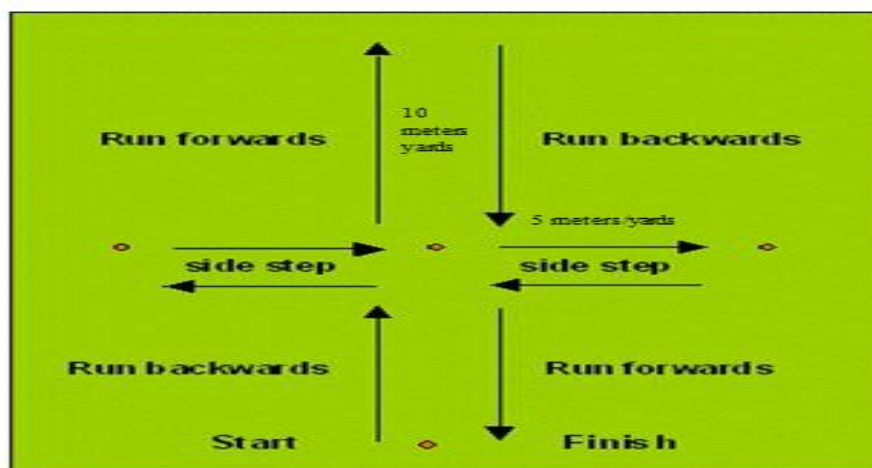 10
meters
yards
Run forwards
Run backwards
5 meters/yards
side step
side step
Run backwards
Run forwards
Start
Finish